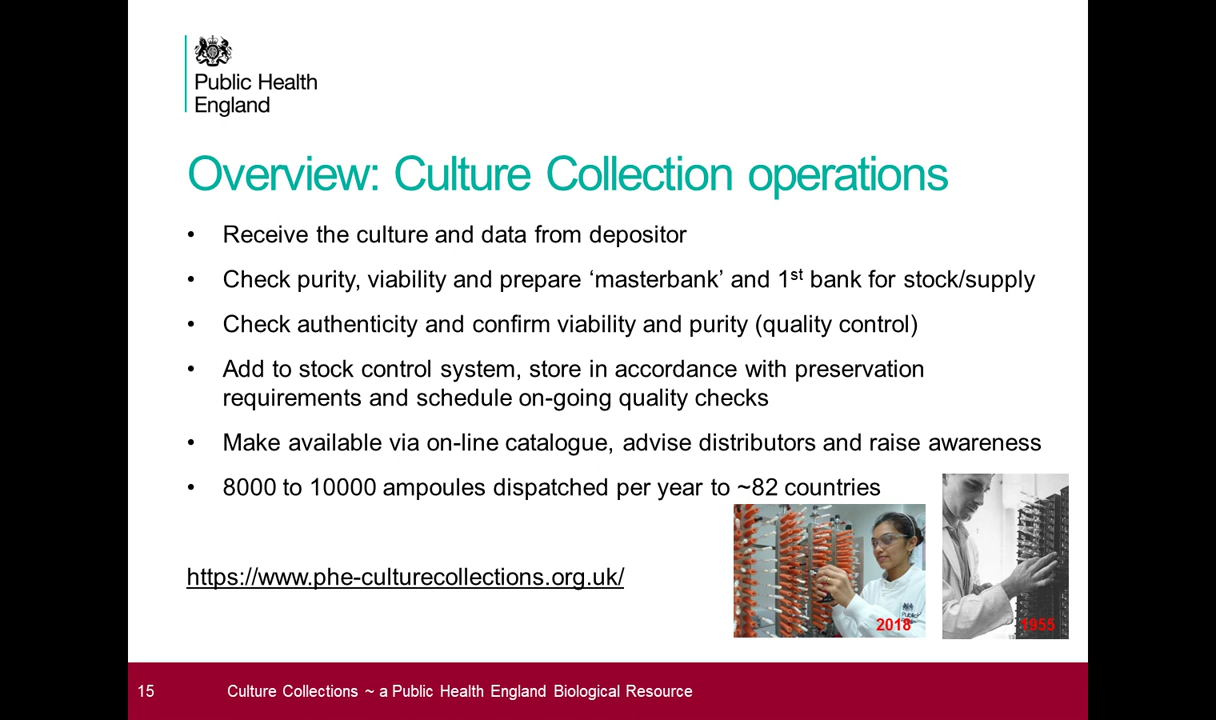 Public Health
England
Overview: Culture Collection operations
• Receive the culture and data from depositor
• Check purity, viability and prepare ‘masterbank’ and 1st bank for stock/supply
• Check authenticity and confirm viability and purity (quality control)
• Add to stock control system, store in accordance with preservation
requirements and schedule on-going quality checks
• Make available via on-line catalogue, advise distributors and raise awareness
• 8000 to 10000 ampoules dispatched per year to ~82 countries
https://www.phe-culturecollections.org.uk/
2018
1955
15
Culture Collections ~ a Public Health England Biological Resource